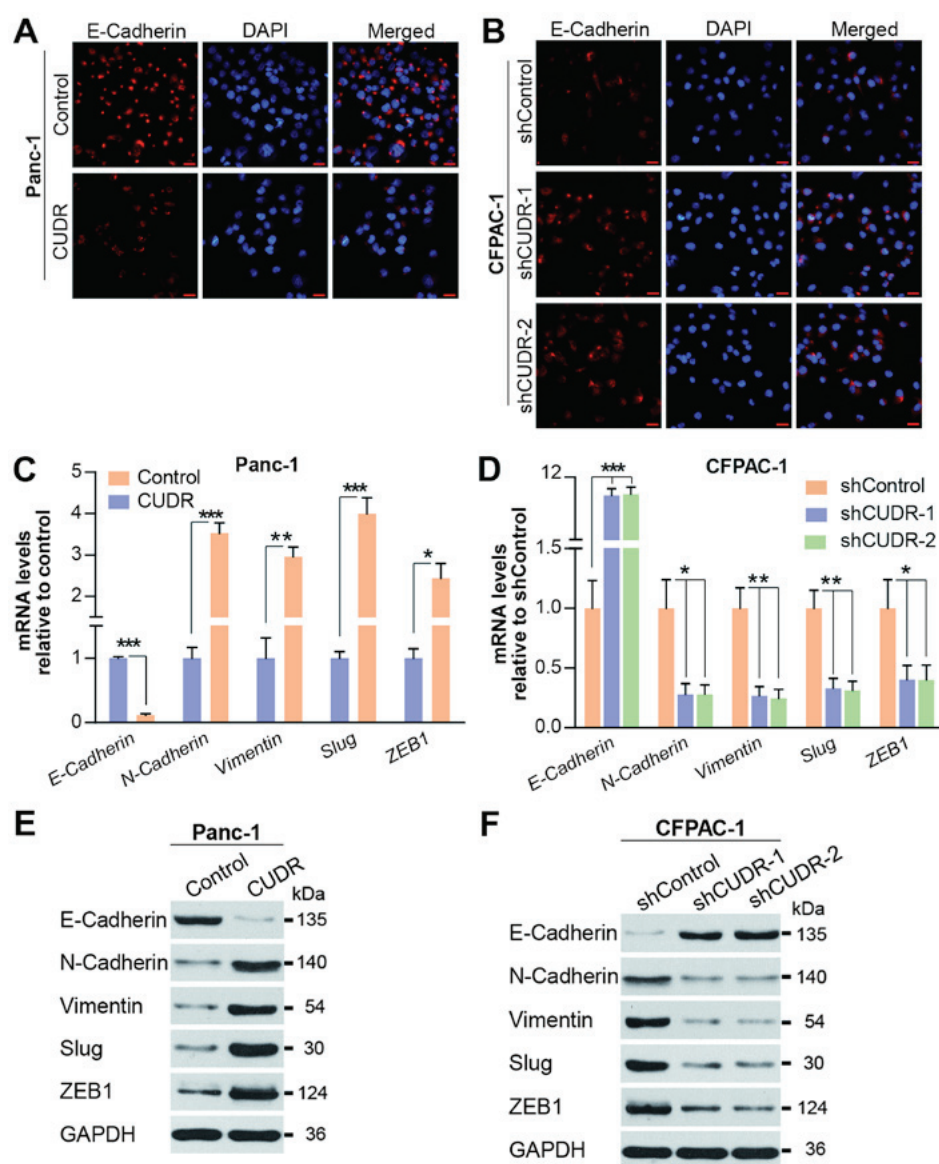 A
E-Cadherin DAPI Merged
Panc-1
Control
CUDR
B
E-Cadherin DAPI Merged
CFPAC-1
shControl
shCUDR-1
shCUDR-2
C
Panc-1
Control
CUDR
mRNA levels
relative to control
5
4
3
2
1
1
0
***
***
**
***
*
E-Cadherin
N-Cadherin
Vimentin
Slug
ZEB1
D
CFPAC-1
shControl
shCUDR-1
shCUDR-2
mRNA levels
relative to shControl
12
1.5
1.0
0.5
0.0
***
*
**
**
*
E-Cadherin
N-Cadherin
Vimentin
Slug
ZEB1
E
Panc-1
Control CUDR kDa
E-Cadherin 135
N-Cadherin 140
Vimentin 54
Slug 30
ZEB1 124
GAPDH 36
F
CFPAC-1
shControl shCUDR-1 shCUDR-2 kDa
E-Cadherin 135
N-Cadherin 140
Vimentin 54
Slug 30
ZEB1 124
GAPDH 36